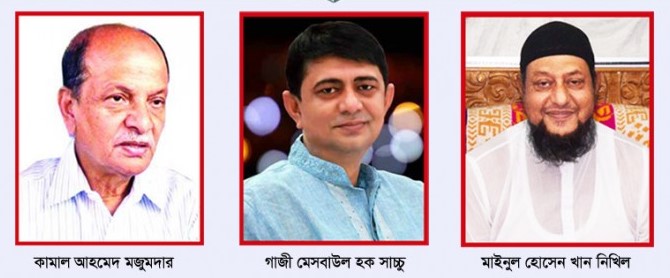 কামাল আহমেদ মজুমদার
গাজী মেসবাউল হক সাচ্চু
মাইনুল হোসেন খান নিখিল